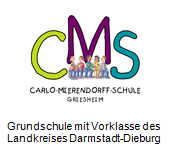 CMS
CARLO-MIERENDORFF-SCHULE
GRIESHEIM
Grundschule mit Vorklasse des
Landkreises Darmstadt-Dieburg